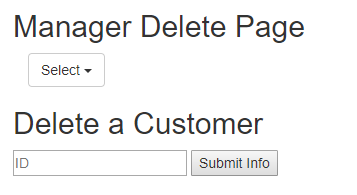 Manager Delete Page
Select
Delete a Customer
ID
Submit Info